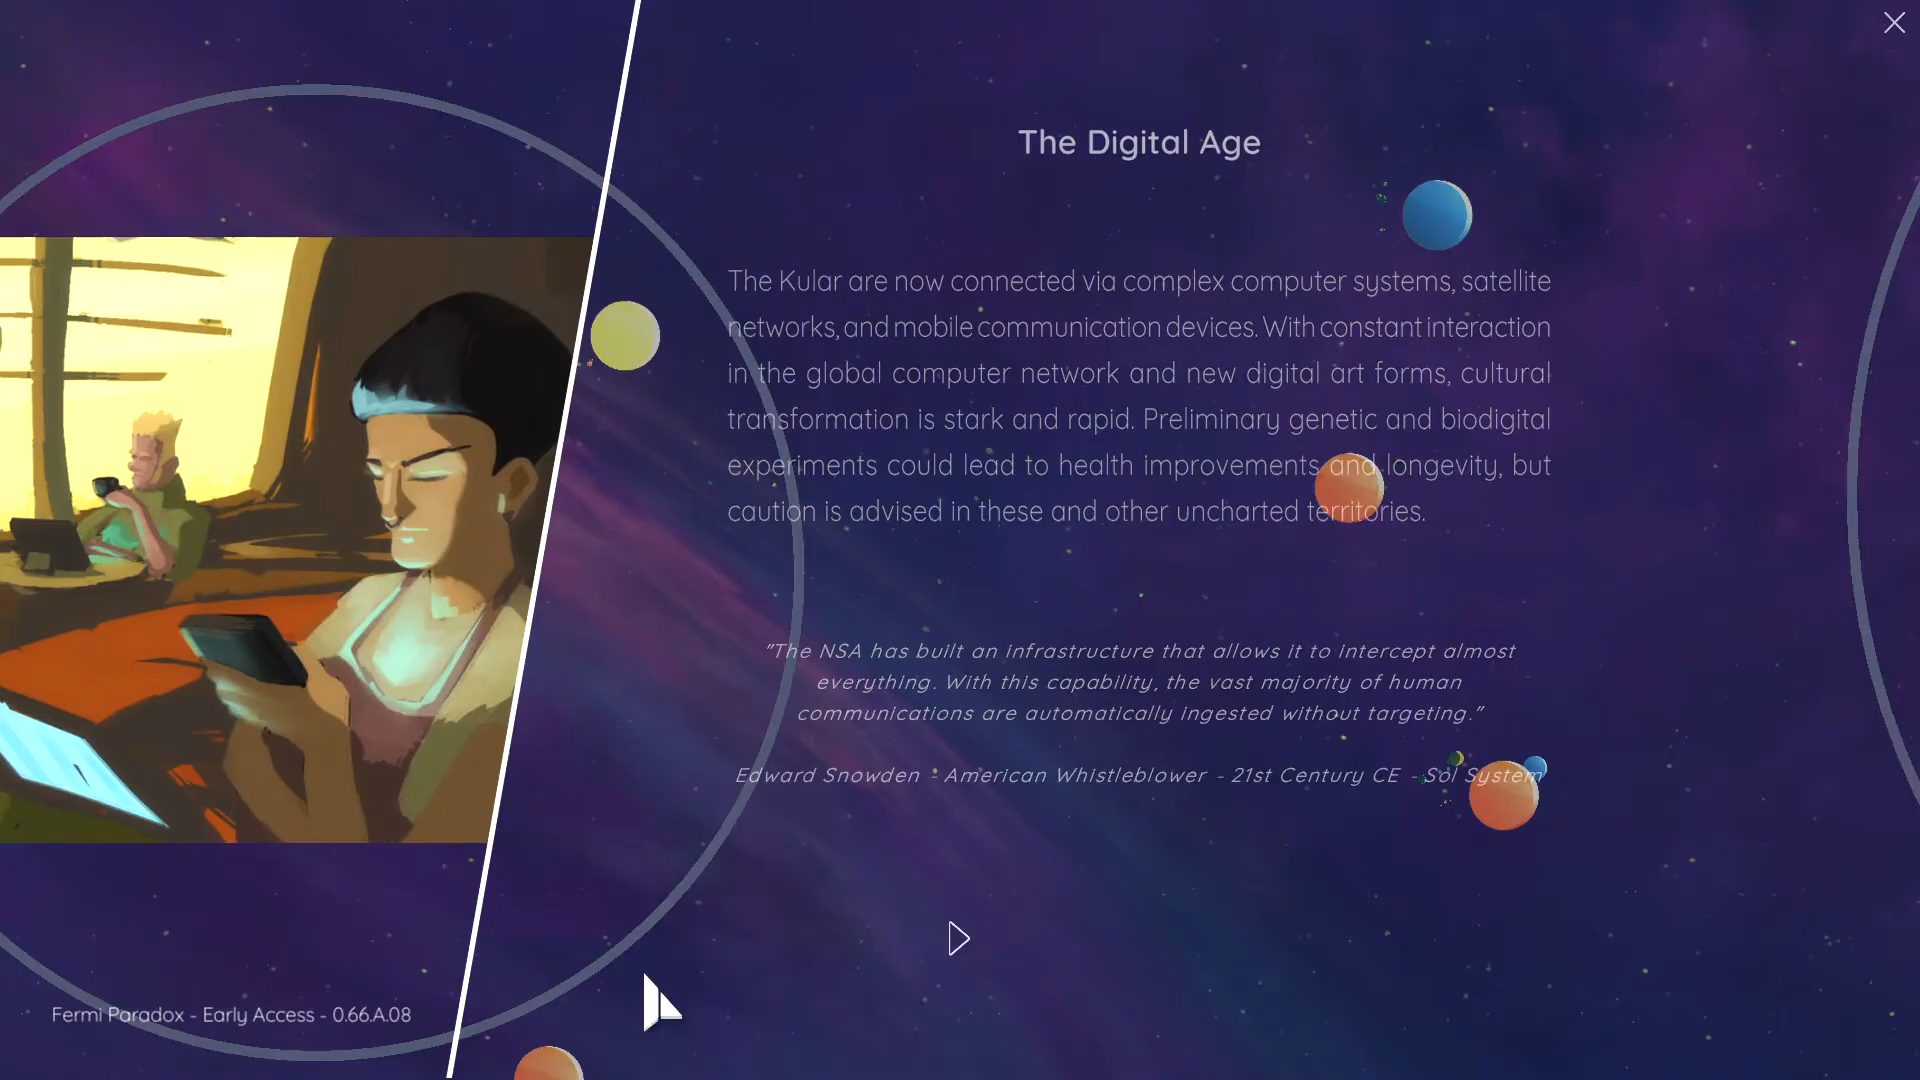 The Digital Age
The Kular are now connected via complex computer systems, satellite
networks, and mobile communication devices. With constant interaction
in the global computer network and new digital art forms, cultural
transformation is stark and rapid. Preliminary genetic and biodigital
experiments could lead to health improvements and longevity, but
caution is advised in these and other uncharted territories.
"The NSA has built an infrastructure that allows it to intercept almost
everything. With this capability, the vast majority of human
communications are automatically ingested without targeting."
Edward Snowden - American Whistleblower - 21st Century CE - Sol System
Fermi Paradox - Early Access - 0.66.A.08